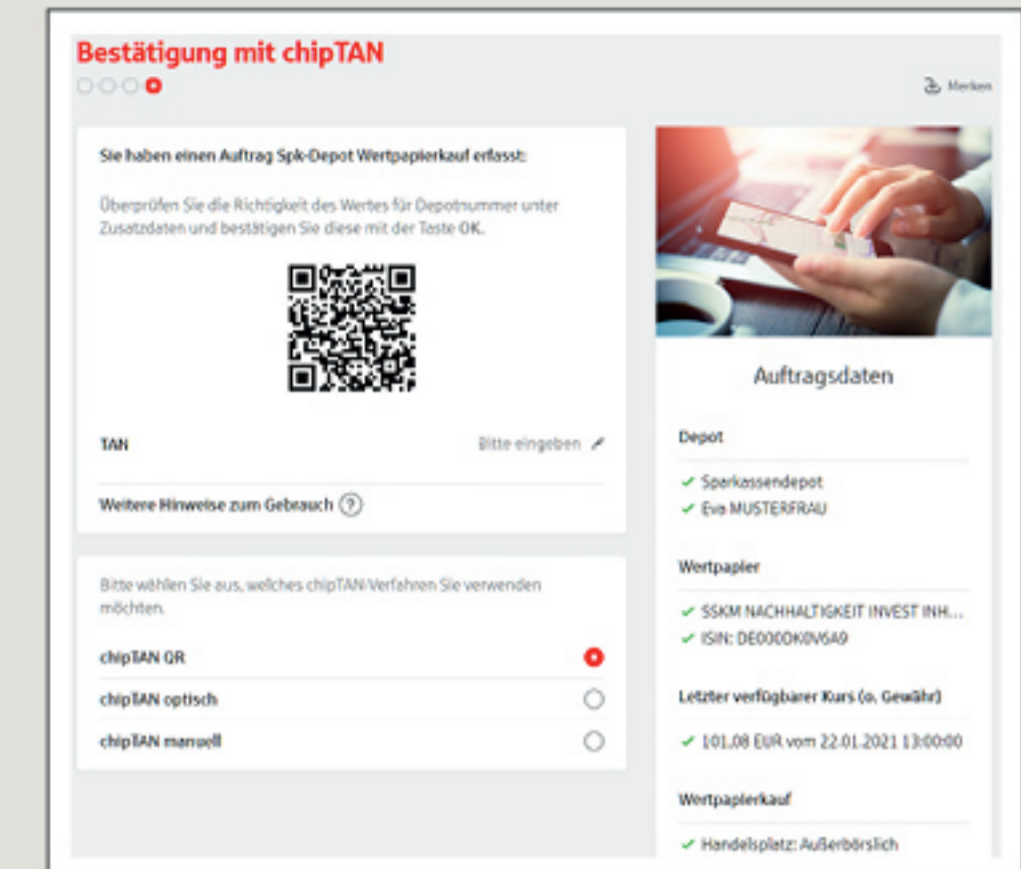 Bestätigung mit chipTAN
Merken
Sie haben einen Auftrag Spk-Depot Wertpapierkauf erfasst:
Überprüfen Sie die Richtigkeit des Wertes für Depotnummer unter
Zusatzdaten und bestätigen Sie diese mit der Taste OK.
TAN
Bitte eingeben
Weitere Hinweise zum Gebrauch ?
Bitte wählen Sie aus, welches chipTAN-Verfahren Sie verwenden
möchten.
chipTAN QR
chipTAN optisch
chipTAN manuell
Auftragsdaten
Depot
Sparkassendepot
Eva MUSTERFRAU
Wertpapier
SSKM NACHHALTIGKEIT INVEST INH...
ISIN: DE000DK0V6A9
Letzter verfügbarer Kurs (o. Gewähr)
101,08 EUR vom 22.01.2021 13:00:00
Wertpapierkauf
Handelsplatz: Außerbörslich